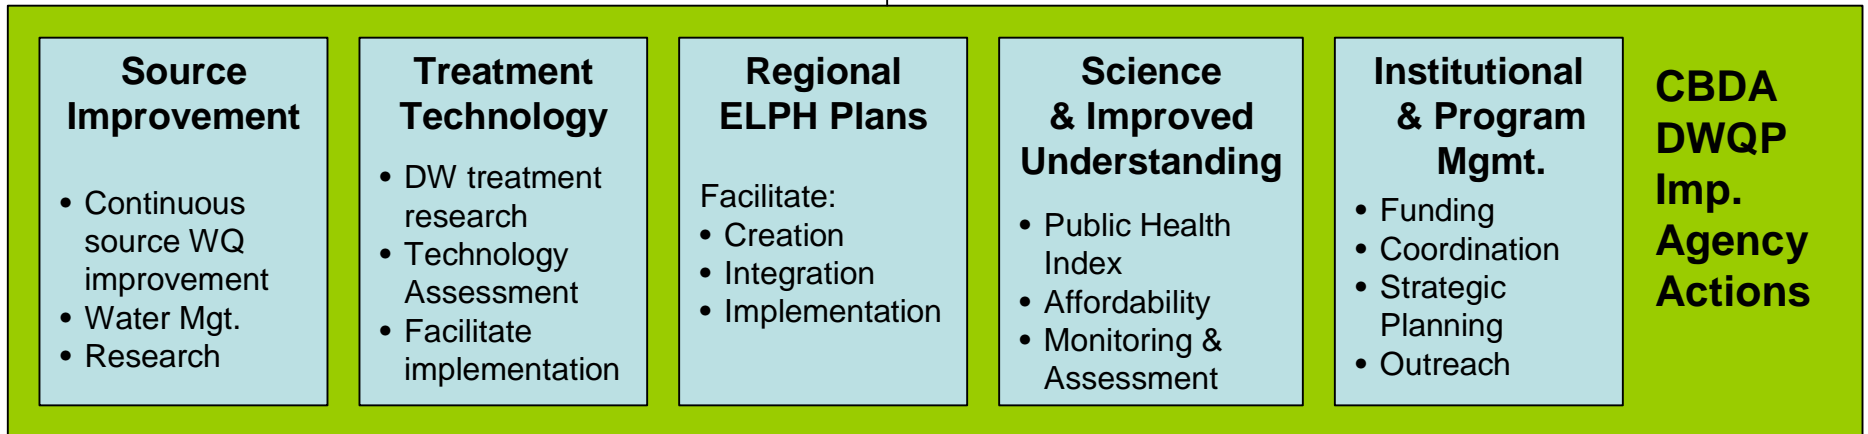 Source
Improvement
• Continuous
source WQ
improvement
• Water Mgt.
• Research
Treatment
Technology
• DW treatment
research
• Technology
Assessment
• Facilitate
implementation
Regional
ELPH Plans
Facilitate:
• Creation
• Integration
• Implementation
Science
& Improved
Understanding
• Public Health
Index
• Affordability
• Monitoring &
Assessment
Institutional
& Program
Mgmt.
• Funding
• Coordination
• Strategic
Planning
• Outreach
CBDA
DWQP
Imp.
Agency
Actions